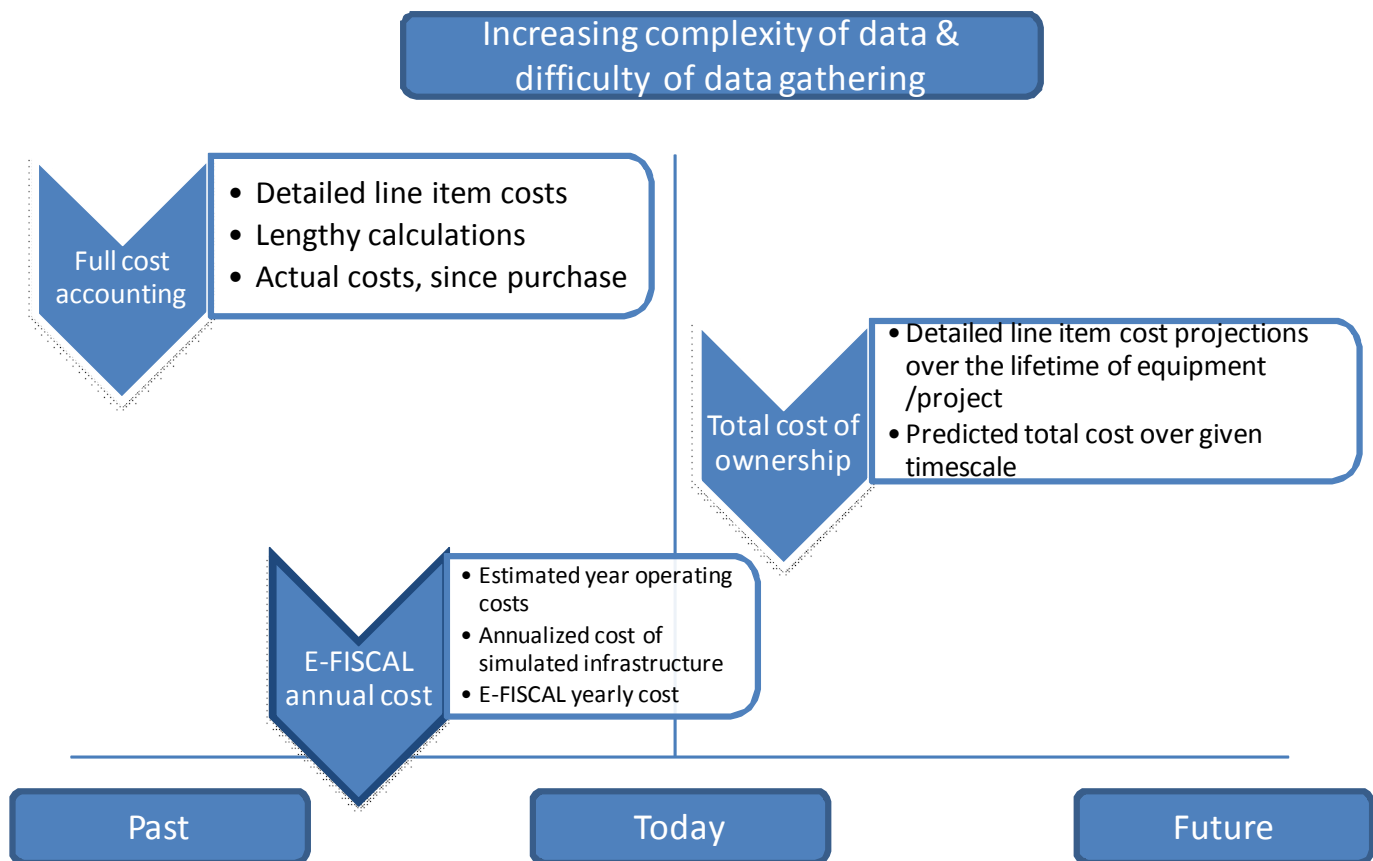 Increasing complexity of data &
difficulty of data gathering
Full cost
accounting
• Detailed line item costs
• Lengthy calculations
• Actual costs, since purchase
Total cost of
ownership
• Detailed line item cost projections
over the lifetime of equipment
/project
• Predicted total cost over given
timescale
E-FISCAL
annual cost
• Estimated year operating
costs
• Annualized cost of
simulated infrastructure
• E-FISCAL yearly cost
Past
Today
Future